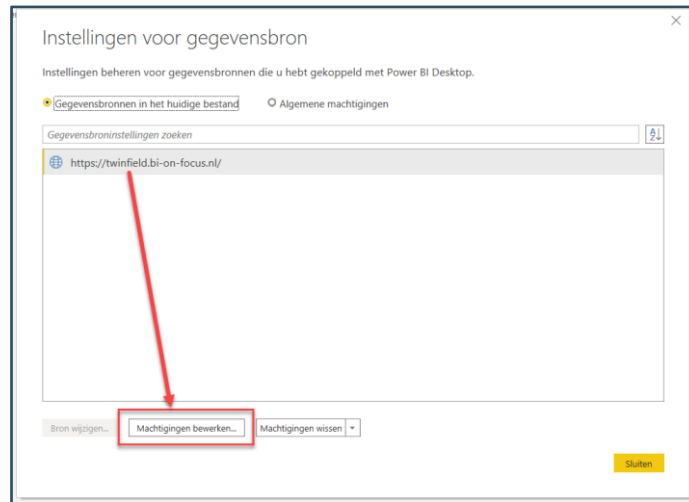 Instellingen voor gegevensbron
Instellingen beheren voor gegevensbronnen die u hebt gekoppeld met Power BI Desktop.
Gegevensbronnen in het huidige bestand Algemene machtigingen
Gegevensbroninstellingen zoeken
https://twinfield.bi-on-focus.nl/
Bron wijzigen... Machtigingen bewerken... Machtigingen wissen
Sluiten